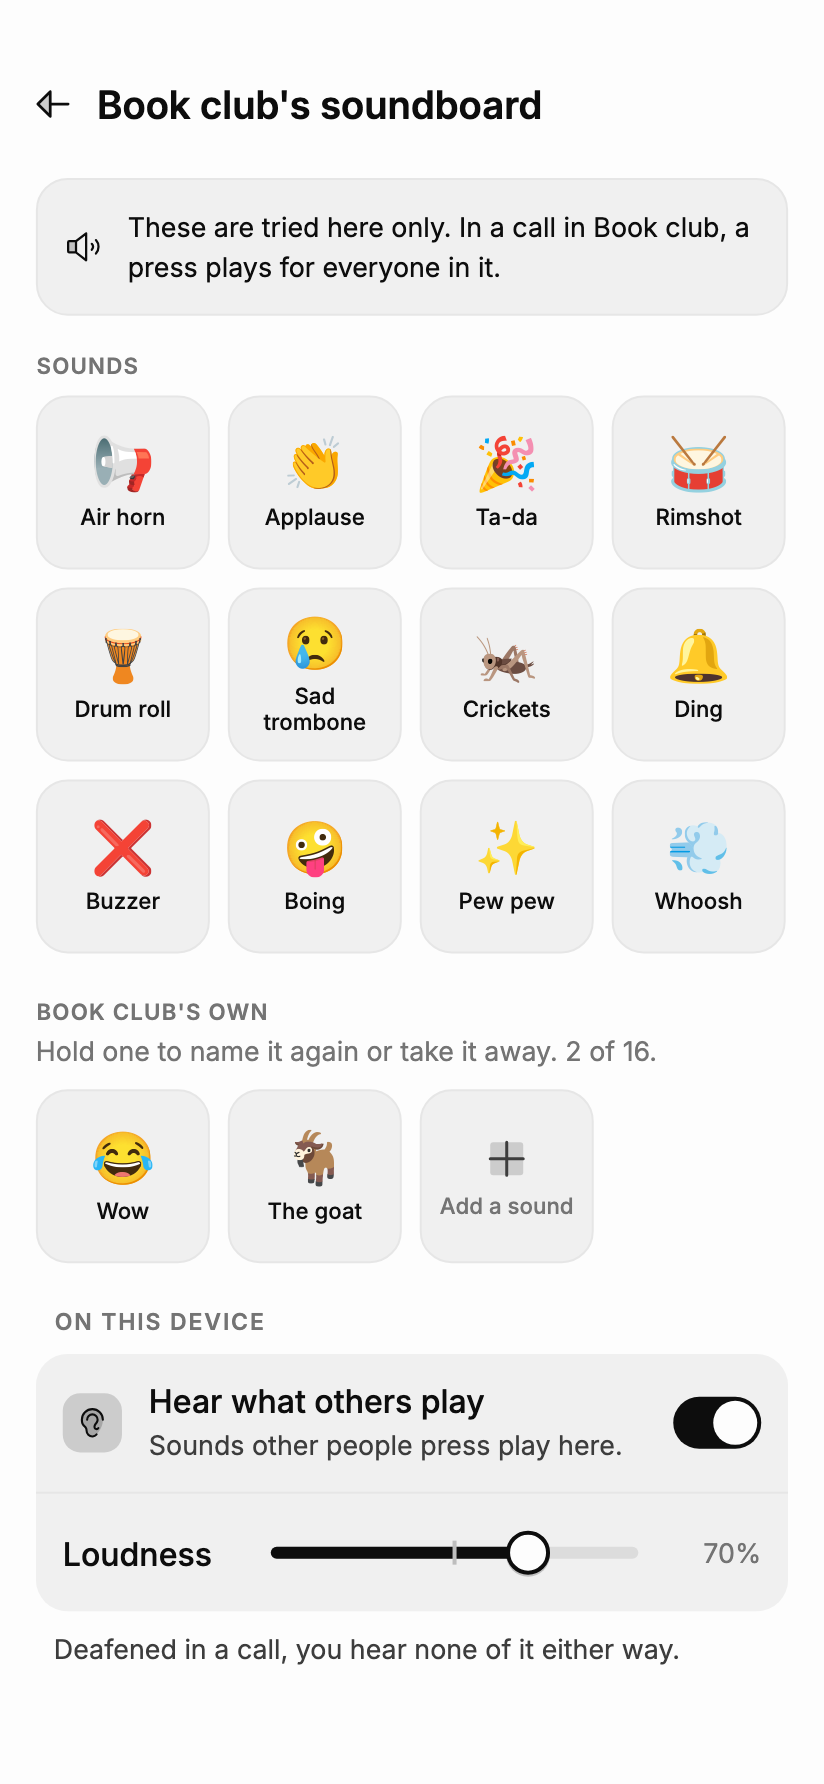 Book club's soundboard
These are tried here only. In a call in Book club, a
press plays for everyone in it.
SOUNDS
Air horn
Applause
Ta-da
Rimshot
Drum roll
Sad
trombone
Crickets
Ding
Buzzer
Boing
Pew pew
Whoosh
BOOK CLUB'S OWN
Hold one to name it again or take it away. 2 of 16.
Wow
The goat
Add a sound
ON THIS DEVICE
Hear what others play
Sounds other people press play here.
Loudness
70%
Deafened in a call, you hear none of it either way.